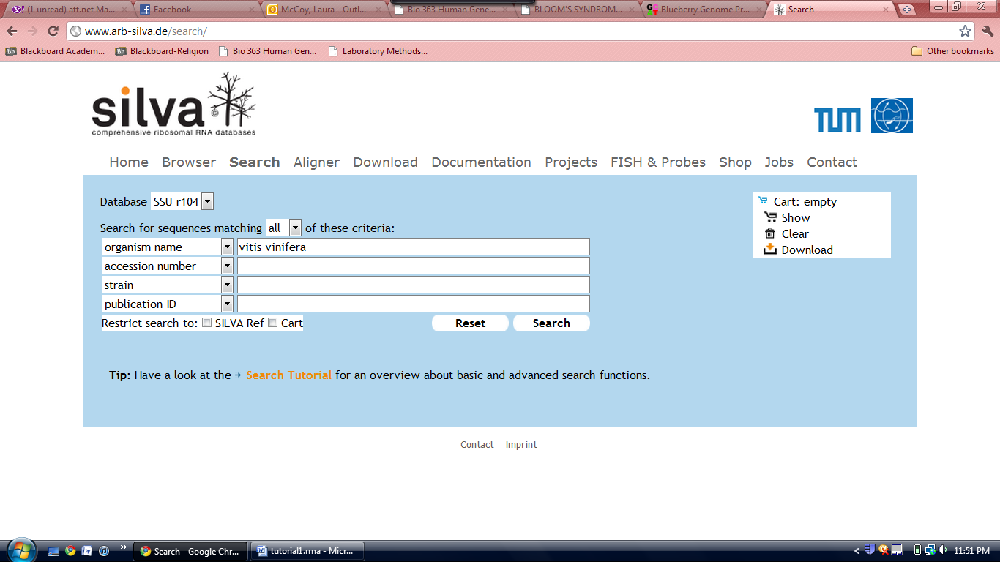 (1 unread) att.net Ma... Facebook McCoy, Laura - Outl... Bio 363 Human Gene... BLOOM'S SYNDROM... Blueberry Genome Pr... Search
www.arb-silva.de/search/
Blackboard Academ... Blackboard-Religion Bio 363 Human Gen... Laboratory Methods... Other bookmarks
silva
comprehensive ribosomal RNA databases
TUM
Home Browser Search Aligner Download Documentation Projects FISH & Probes Shop Jobs Contact
Database SSU r104
Cart: empty
Show
Clear
Download
Search for sequences matching all of these criteria:
organism name vitis vinifera
accession number
strain
publication ID
Restrict search to: SILVA Ref Cart Reset Search
Tip: Have a look at the → Search Tutorial for an overview about basic and advanced search functions.
Contact Imprint
Search - Google Chr... tutorial1.rrna - Micr... 11:51 PM